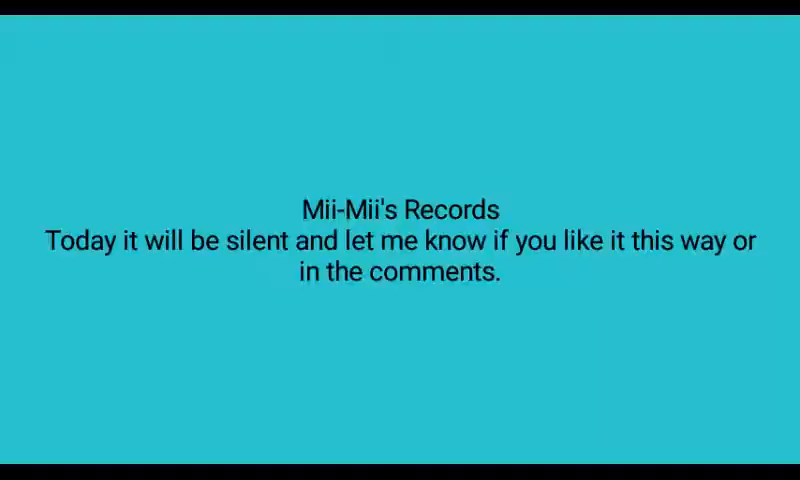 Mii-Mii's Records
Today it will be silent and let me know if you like it this way or
in the comments.